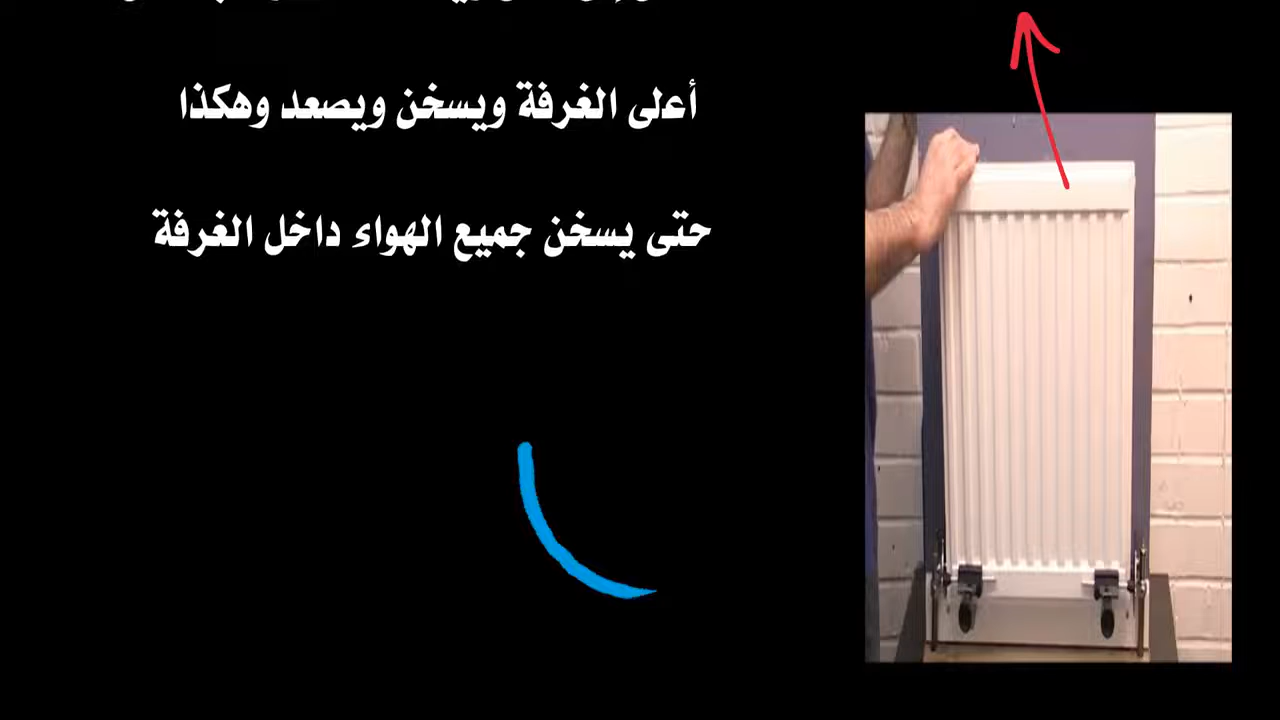 أعلى الغرفة ويسخن ويصعد وهكذا
حتى يسخن جميع الهواء داخل الغرفة